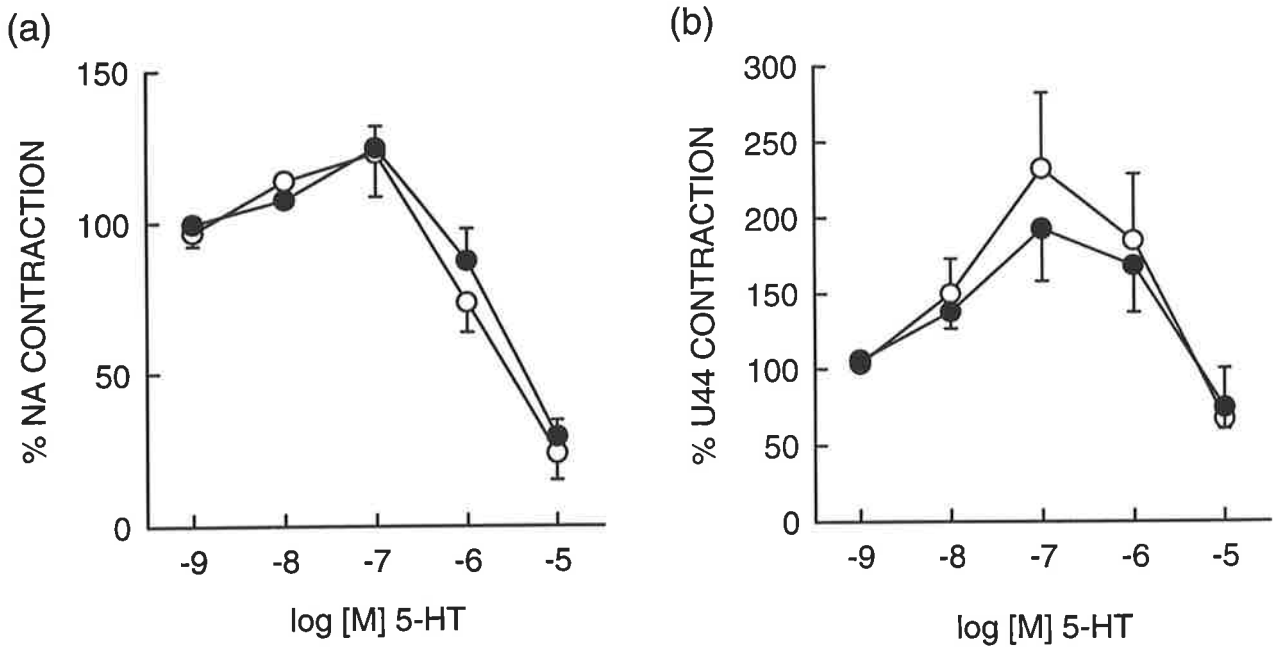 (a)
150
100
50
0
% NA CONTRACTION
-9 -8 -7 -6 -5
log [M] 5-HT
(b)
300
250
200
150
100
50
0
% U44 CONTRACTION
-9 -8 -7 -6 -5
log [M] 5-HT